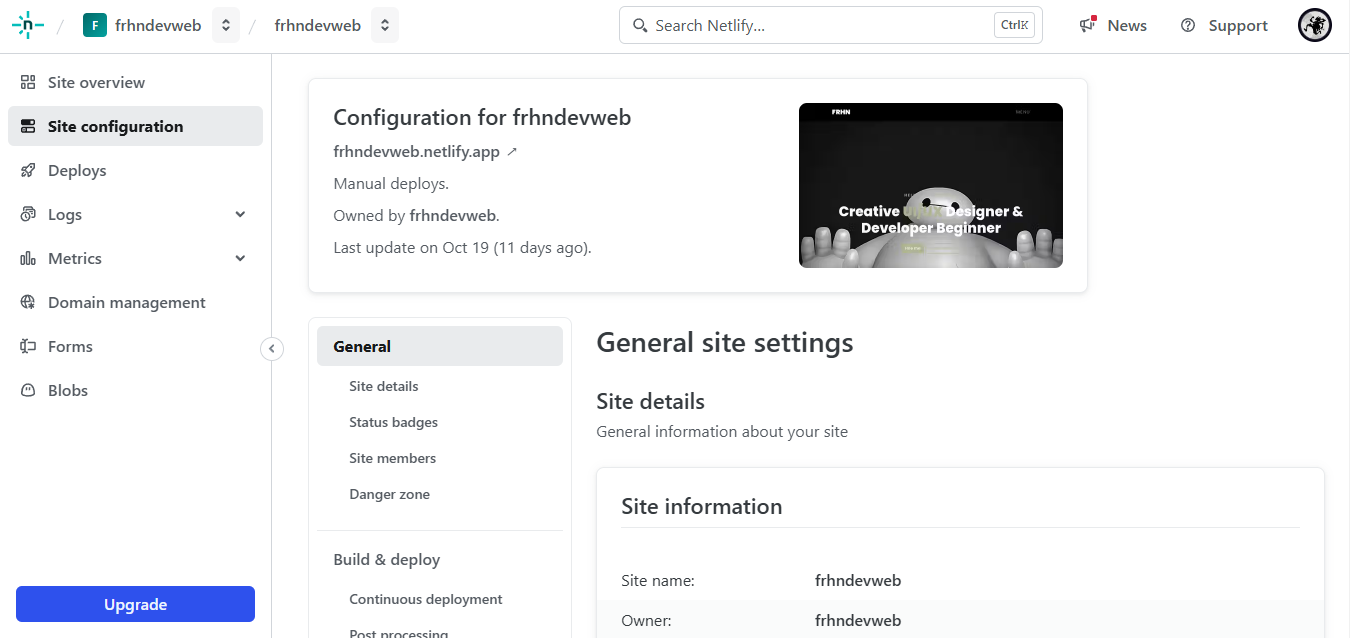 n / F frhndevweb / frhndevweb
Search Netlify... CtrlK
News
Support
Site overview
Site configuration
Deploys
Logs
Metrics
Domain management
Forms
Blobs
Upgrade
Configuration for frhndevweb
frhndevweb.netlify.app ↗
Manual deploys.
Owned by frhndevweb.
Last update on Oct 19 (11 days ago).
FRHN MENU
Creative UI/UX Designer &
Developer Beginner
General
Site details
Status badges
Site members
Danger zone
Build & deploy
Continuous deployment
Post processing
General site settings
Site details
General information about your site
Site information
Site name: frhndevweb
Owner: frhndevweb